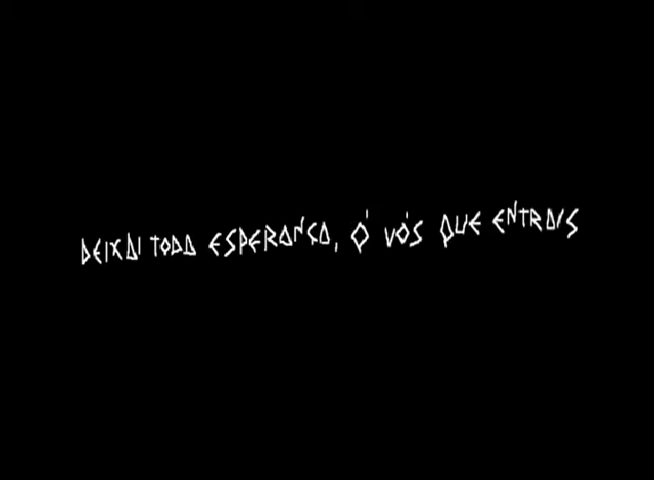 DEIXAI TODA ESPERANÇA, Ó VÓS QUE ENTRAIS